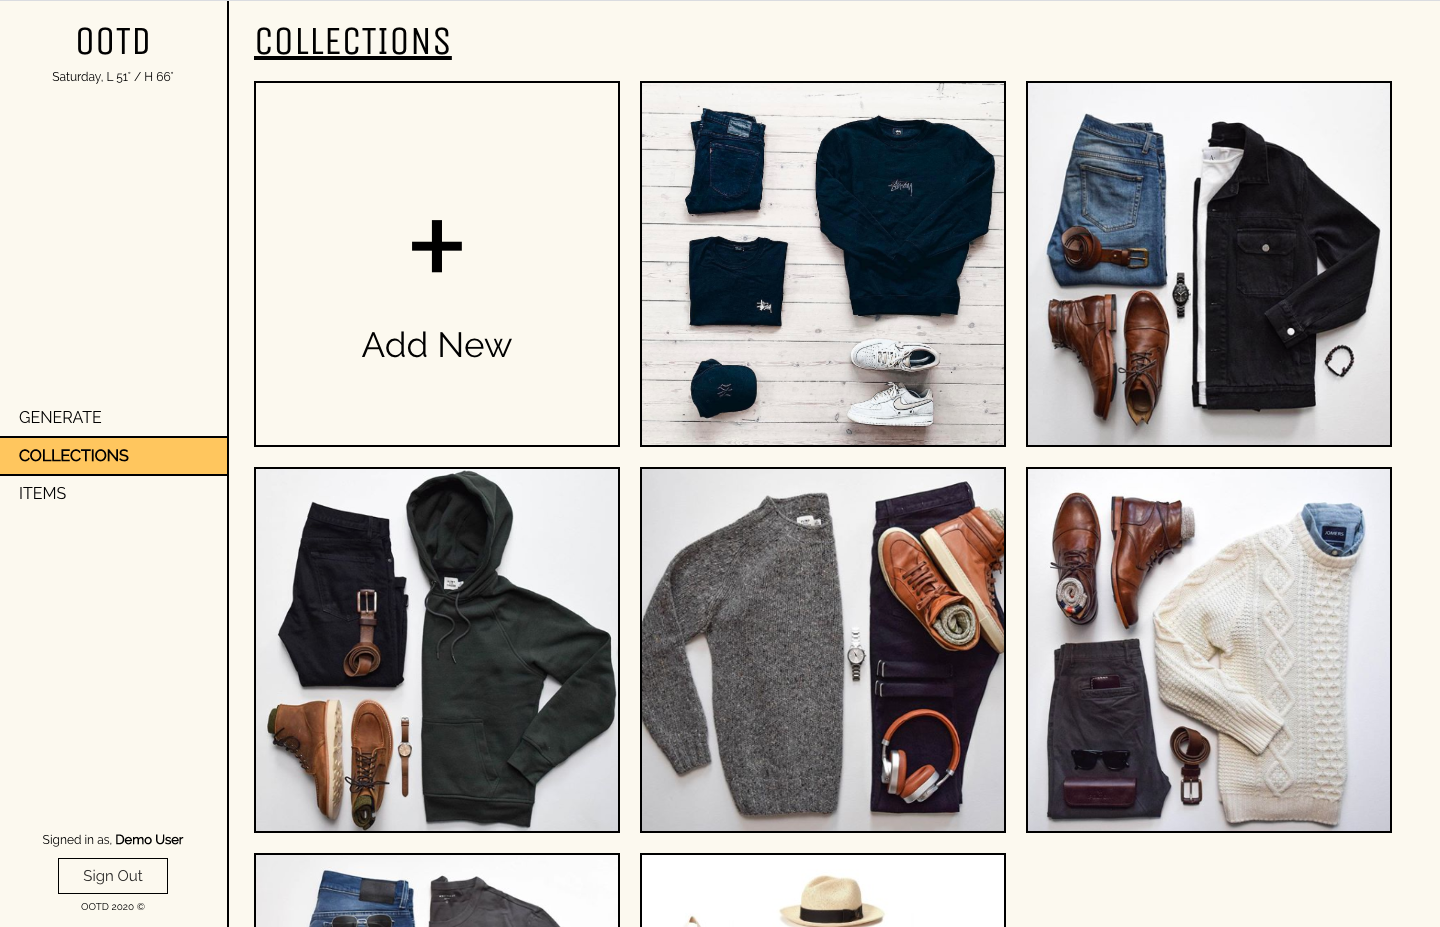 OOTD
Saturday, L 51° / H 66°
GENERATE
COLLECTIONS
ITEMS
Signed in as, Demo User
Sign Out
OOTD 2020 ©
COLLECTIONS
Add New